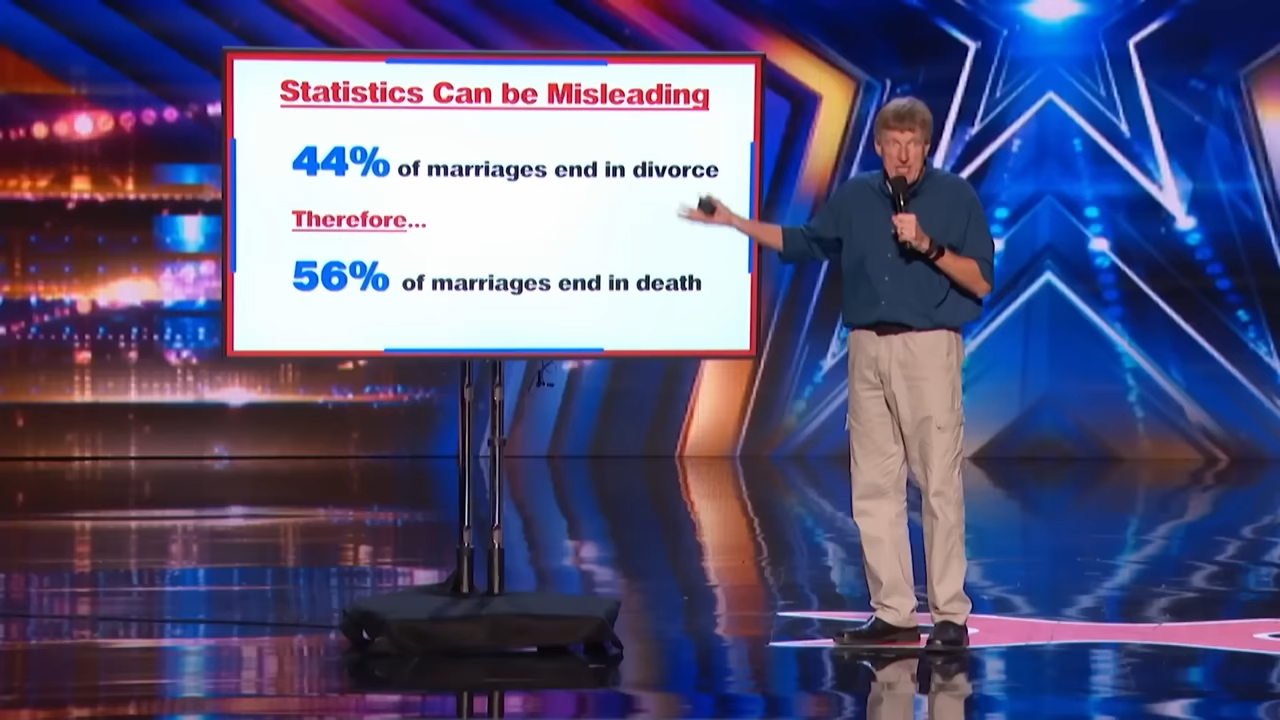 Statistics Can be Misleading
44% of marriages end in divorce
Therefore...
56% of marriages end in death